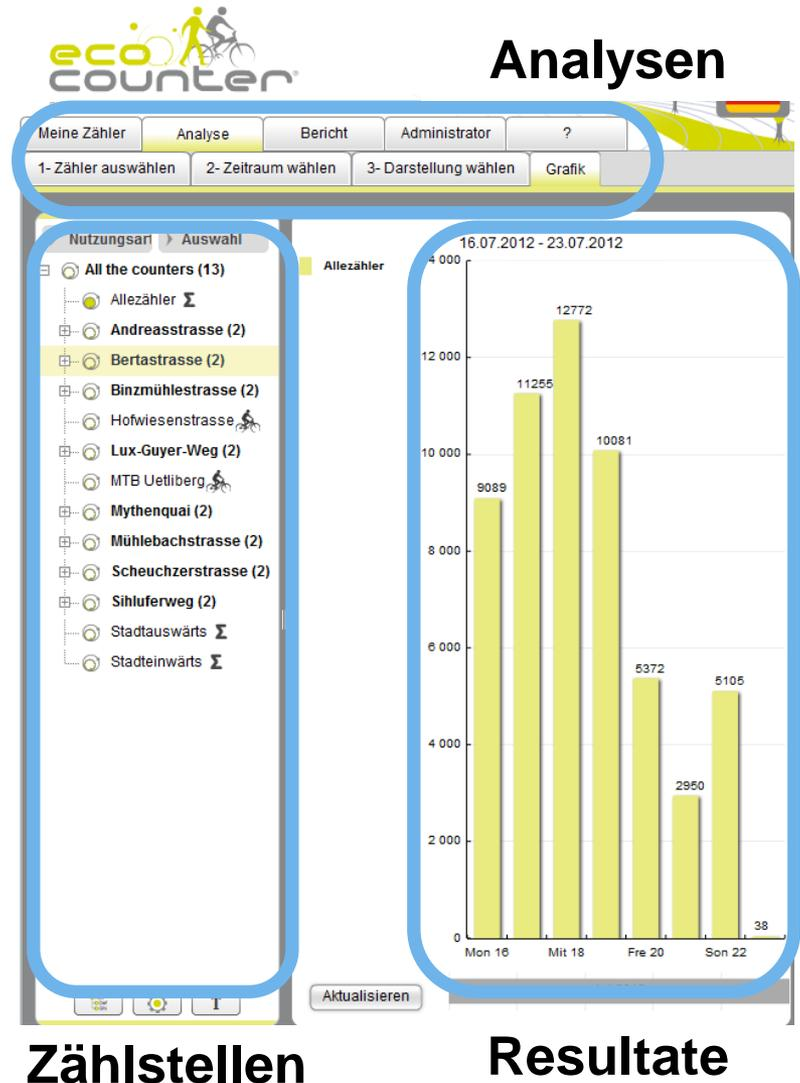 eco
counter
Analysen
Meine Zähler Analyse Bericht Administrator ?
1- Zähler auswählen 2- Zeitraum wählen 3- Darstellung wählen Grafik
Nutzungsart Auswahl
All the counters (13)
Allezähler Σ
Andreasstrasse (2)
Bertastrasse (2)
Binzmühlestrasse (2)
Hofwiesenstrasse
Lux-Guyer-Weg (2)
MTB Uetliberg
Mythenquai (2)
Mühlebachstrasse (2)
Scheuchzerstrasse (2)
Sihluferweg (2)
Stadtauswärts Σ
Stadteinwärts Σ
T
Allezähler
16.07.2012 - 23.07.2012
4 000
12 000
10 000
8 000
6 000
4 000
2 000
0
9089
11255
12772
10081
5372
2950
5105
38
Mon 16 Mit 18 Fre 20 Son 22
Aktualisieren
Zählstellen
Resultate